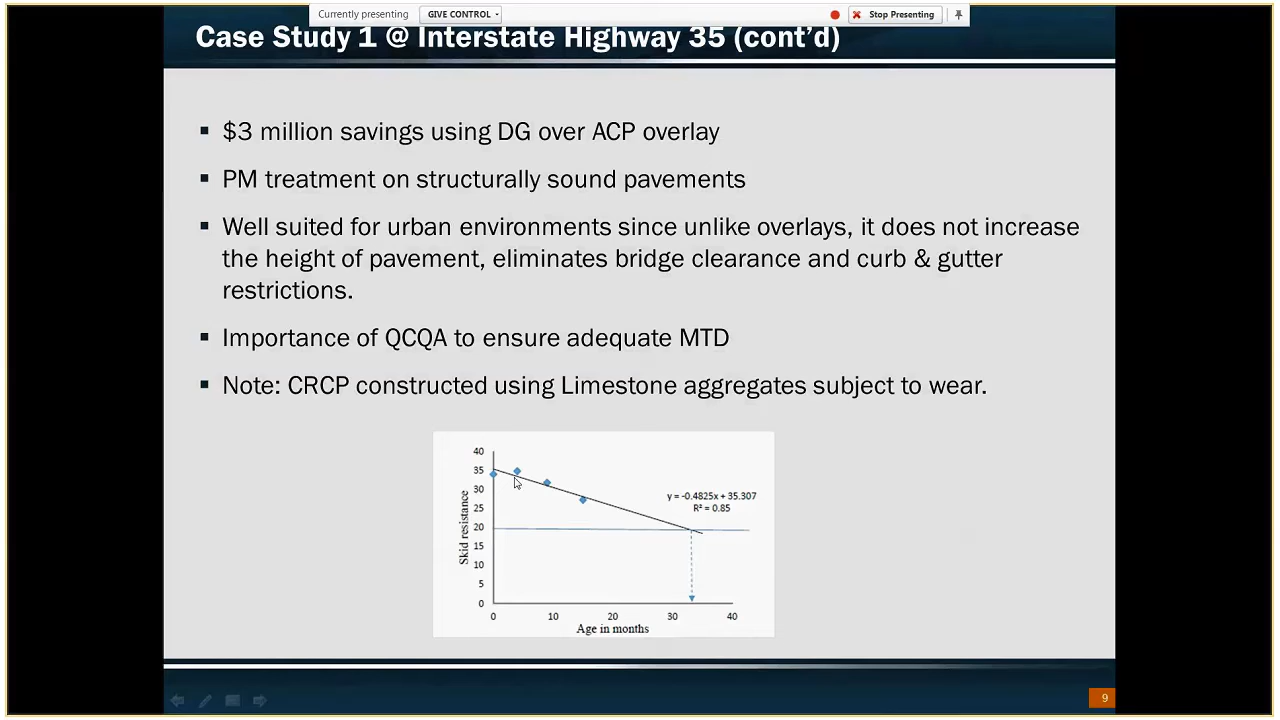 Currently presenting GIVE CONTROL Stop Presenting
Case Study 1 @ Interstate Highway 35 (cont'd)
▪ $3 million savings using DG over ACP overlay
▪ PM treatment on structurally sound pavements
▪ Well suited for urban environments since unlike overlays, it does not increase
the height of pavement, eliminates bridge clearance and curb & gutter
restrictions.
▪ Importance of QCQA to ensure adequate MTD
▪ Note: CRCP constructed using Limestone aggregates subject to wear.
Skid resistance
40
35
30
25
20
15
10
5
0
y = -0.4825x + 35.307
R² = 0.85
0 10 20 30 40
Age in months
9